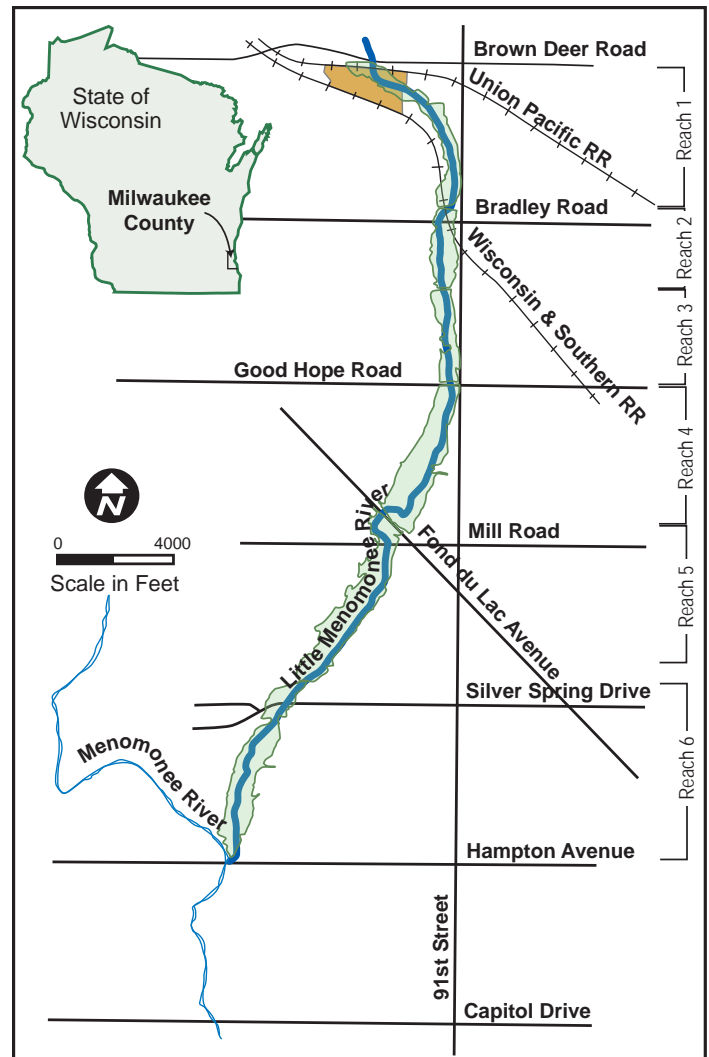 State of
Wisconsin
Milwaukee
County
Brown Deer Road
Union Pacific RR
Reach 1
Bradley Road
Reach 2
Wisconsin & Southern RR
Reach 3
Good Hope Road
Reach 4
N
0 4000
Scale in Feet
Little Menomonee River
Mill Road
Fond du Lac Avenue
Reach 5
Silver Spring Drive
Menomonee River
Reach 6
Hampton Avenue
91st Street
Capitol Drive